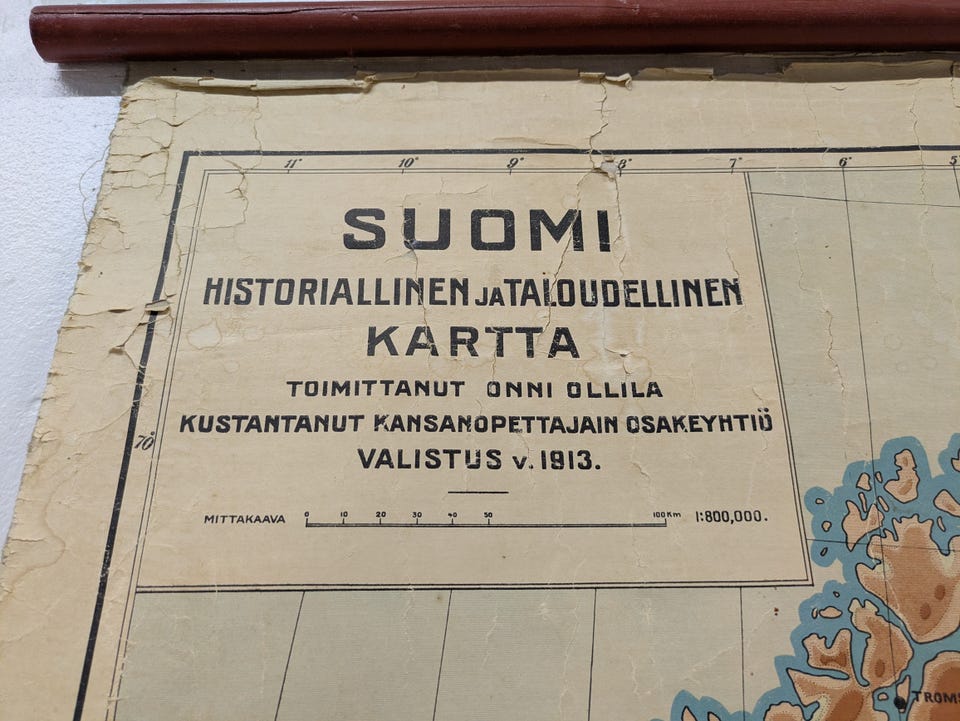 11° 10° 9° 8° 7° 6° 5°
SUOMI
HISTORIALLINEN JA TALOUDELLINEN
KARTTA
TOIMITTANUT ONNI OLLILA
KUSTANTANUT KANSANOPETTAJAIN OSAKEYHTIÖ
VALISTUS v. 1913.
70°
MITTAKAAVA 0 10 20 30 40 50 100 Km 1:800,000.